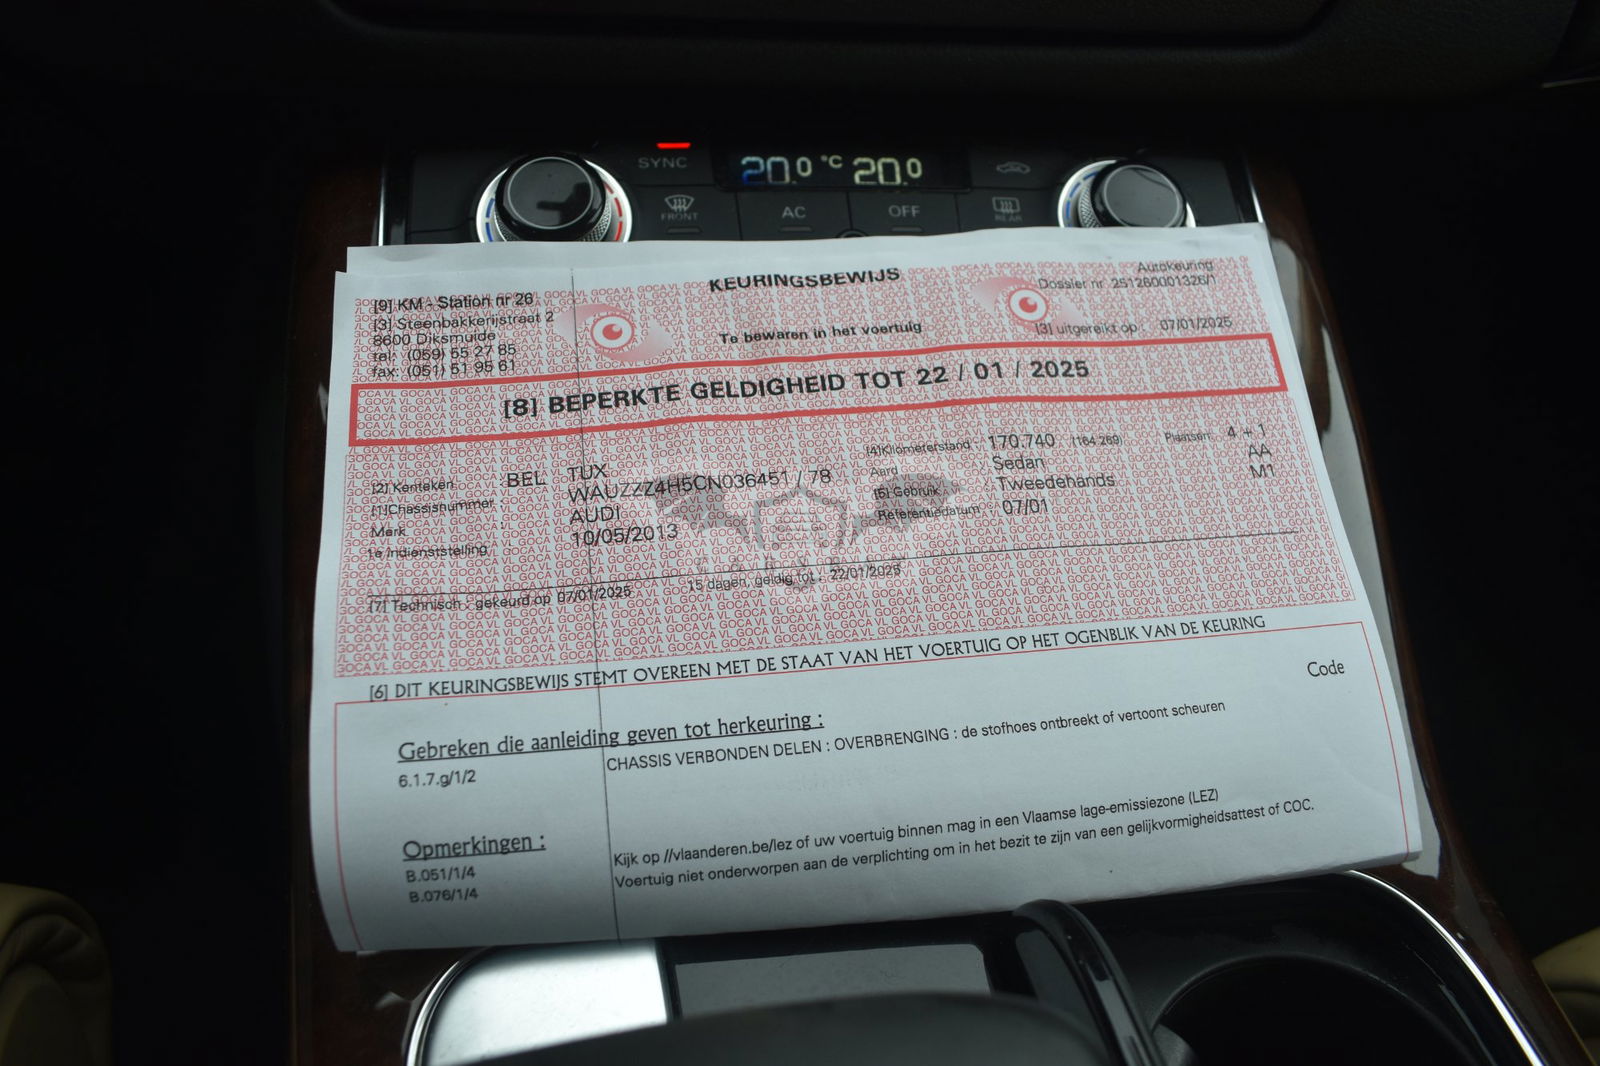 SYNC
20.0 °C 20.0
FRONT
AC
OFF
REAR
KEURINGSBEWIJS
Autokeuring
[9] KM - Station nr 26
Dossier nr 251260001326/1
[3] Steenbakkerijstraat 2
8600 Diksmuide
Te bewaren in het voertuig
[3] uitgereikt op : 07/01/2025
tel: (059) 55 27 85
fax: (051) 51 95 61
[8] BEPERKTE GELDIGHEID TOT 22 / 01 / 2025
[2] Kenteken : BEL TUX
[4]Kilometerstand : 170.740 (164.269) Plaatsen: 4 + 1
[1]Chassisnummer : WAUZZZ4H5CN036451 / 78
Aard : Sedan AA
Merk : AUDI
[5] Gebruik : Tweedehands M1
1e Indienststelling : 10/05/2013
Referentiedatum : 07/01
[7] Technisch : gekeurd op 07/01/2025 15 dagen, geldig tot : 22/01/2025
[6] DIT KEURINGSBEWIJS STEMT OVEREEN MET DE STAAT VAN HET VOERTUIG OP HET OGENBLIK VAN DE KEURING
Code
Gebreken die aanleiding geven tot herkeuring :
6.1.7.g/1/2 CHASSIS VERBONDEN DELEN : OVERBRENGING : de stofhoes ontbreekt of vertoont scheuren
Opmerkingen :
B.051/1/4 Kijk op //vlaanderen.be/lez of uw voertuig binnen mag in een Vlaamse lage-emissiezone (LEZ)
B.076/1/4 Voertuig niet onderworpen aan de verplichting om in het bezit te zijn van een gelijkvormigheidsattest of COC.